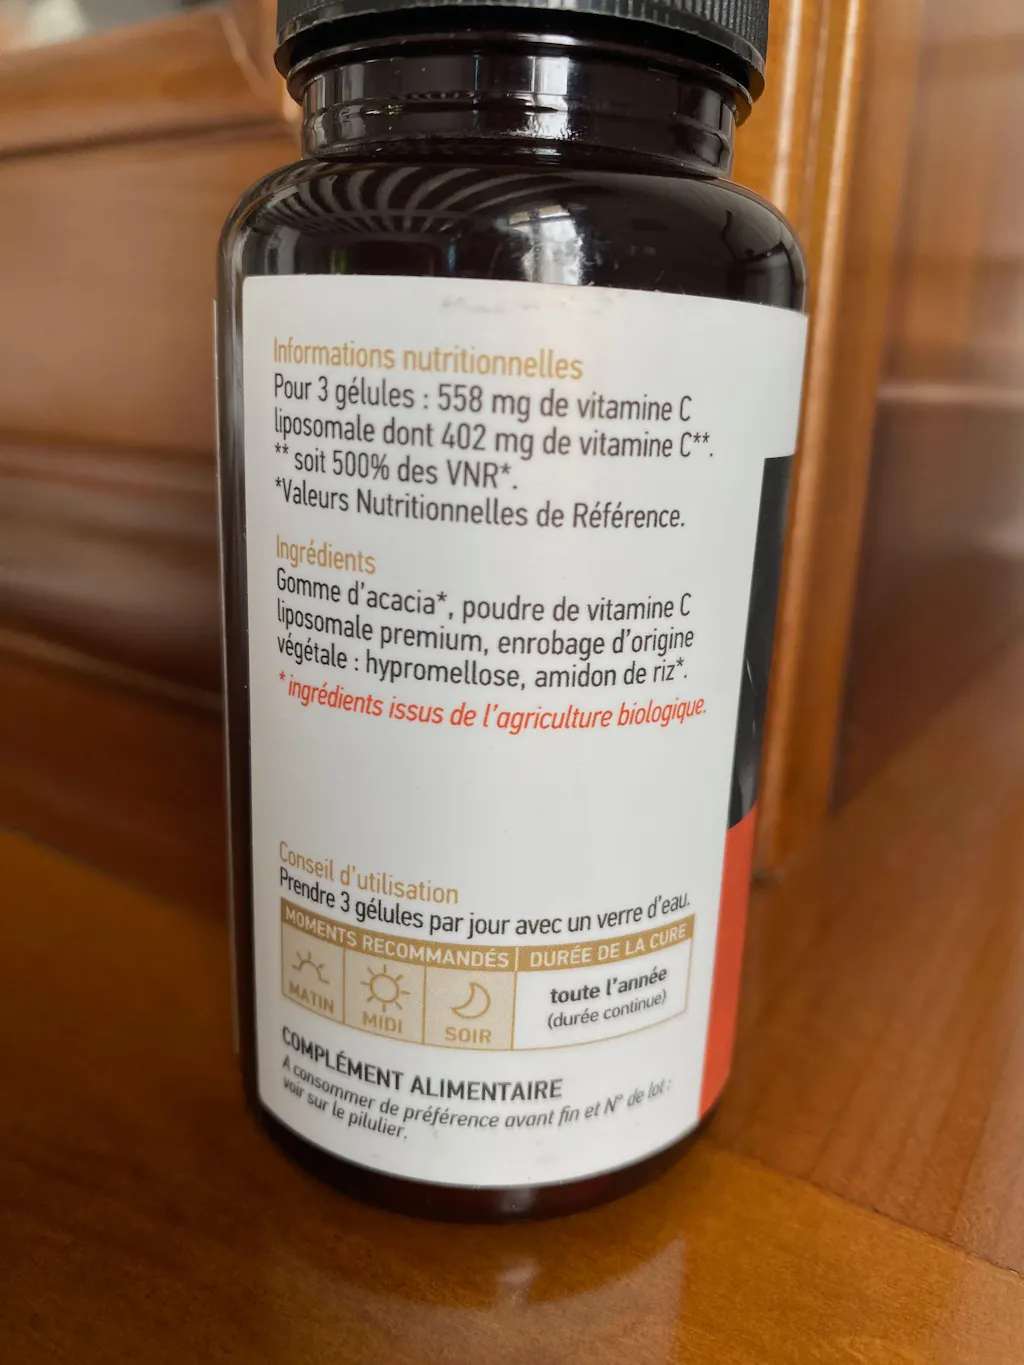 Informations nutritionnelles
Pour 3 gélules : 558 mg de vitamine C
liposomale dont 402 mg de vitamine C**.
** soit 500% des VNR*.
*Valeurs Nutritionnelles de Référence.
Ingrédients
Gomme d'acacia*, poudre de vitamine C
liposomale premium, enrobage d'origine
végétale : hypromellose, amidon de riz*.
* ingrédients issus de l'agriculture biologique.
Conseil d'utilisation
Prendre 3 gélules par jour avec un verre d'eau.
MOMENTS RECOMMANDÉS | DURÉE DE LA CURE
MATIN
MIDI
SOIR
toute l'année
(durée continue)
COMPLÉMENT ALIMENTAIRE
A consommer de préférence avant fin et N° de lot :
voir sur le pilulier.